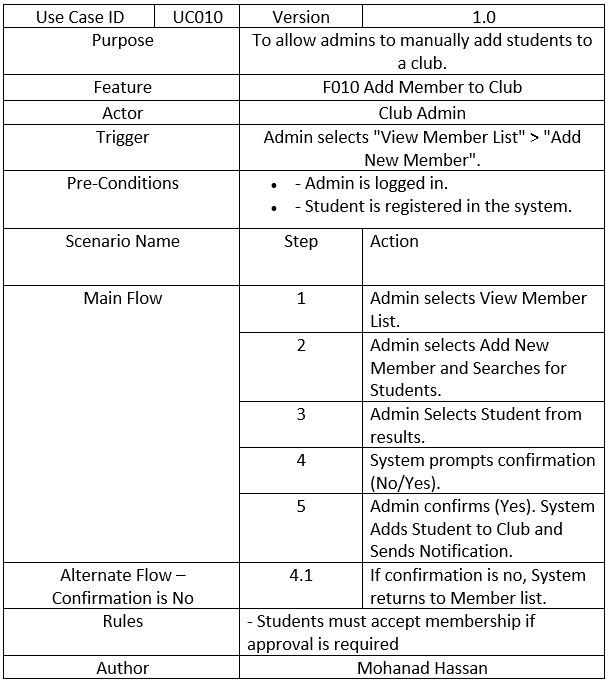 Use Case ID UC010 Version 1.0
Purpose To allow admins to manually add students to
a club.
Feature F010 Add Member to Club
Actor Club Admin
Trigger Admin selects "View Member List" > "Add
New Member".
Pre-Conditions • - Admin is logged in.
• - Student is registered in the system.
Scenario Name Step Action
Main Flow 1 Admin selects View Member
List.
2 Admin selects Add New
Member and Searches for
Students.
3 Admin Selects Student from
results.
4 System prompts confirmation
(No/Yes).
5 Admin confirms (Yes). System
Adds Student to Club and
Sends Notification.
Alternate Flow – 4.1 If confirmation is no, System
Confirmation is No returns to Member list.
Rules - Students must accept membership if
approval is required
Author Mohanad Hassan